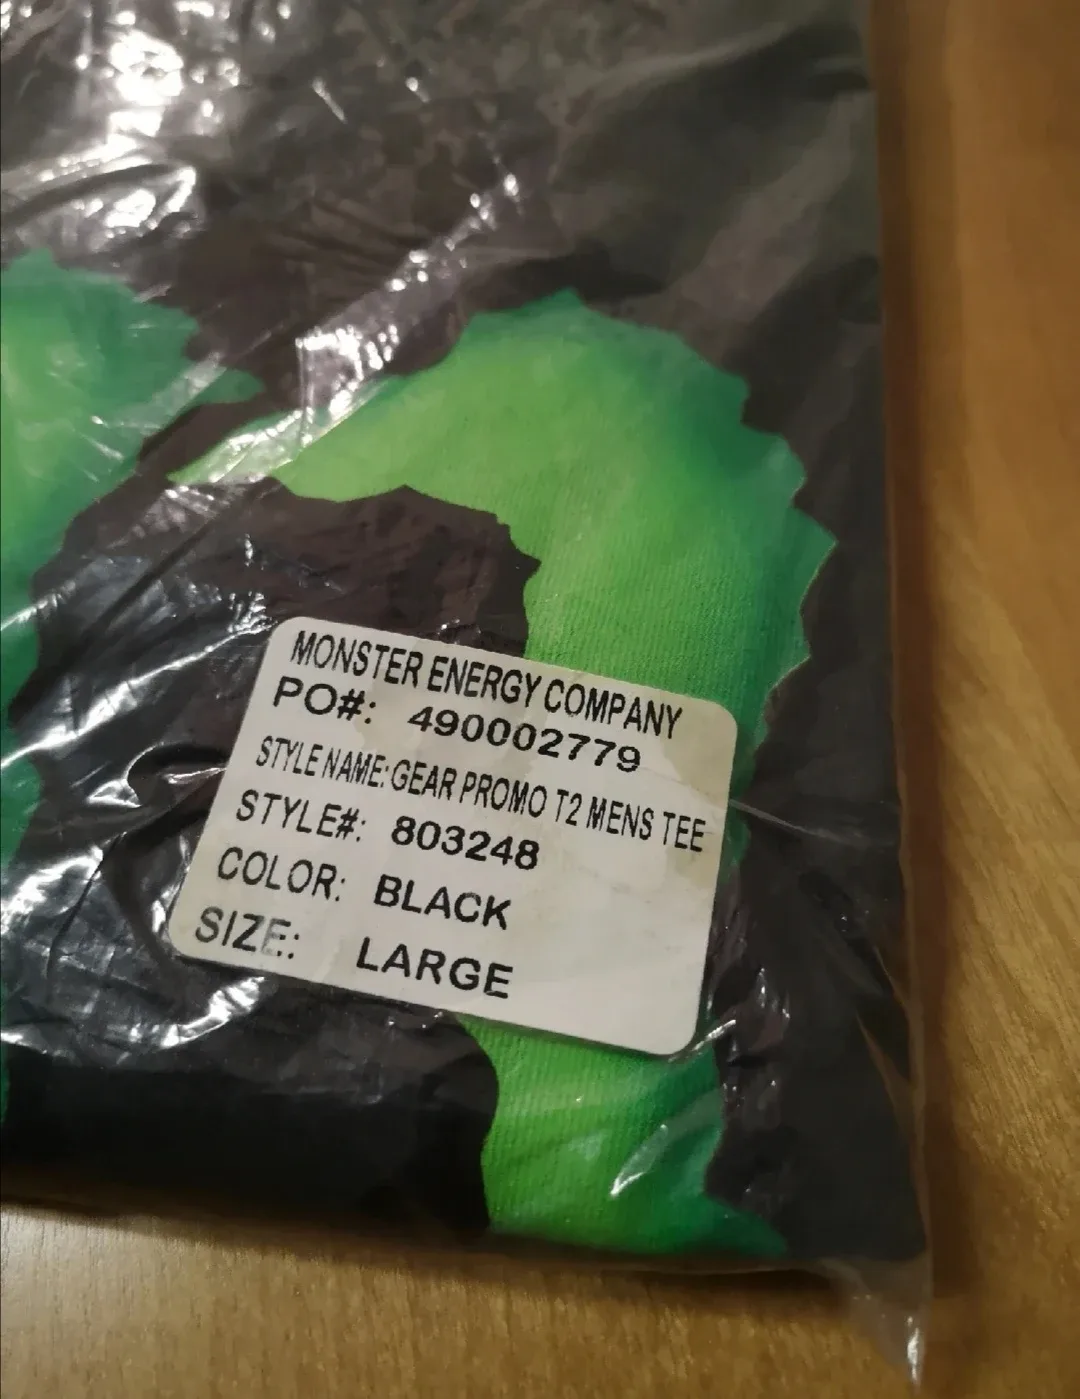 MONSTER ENERGY COMPANY
PO#: 490002779
STYLE NAME: GEAR PROMO T2 MENS TEE
STYLE#: 803248
COLOR: BLACK
SIZE: LARGE